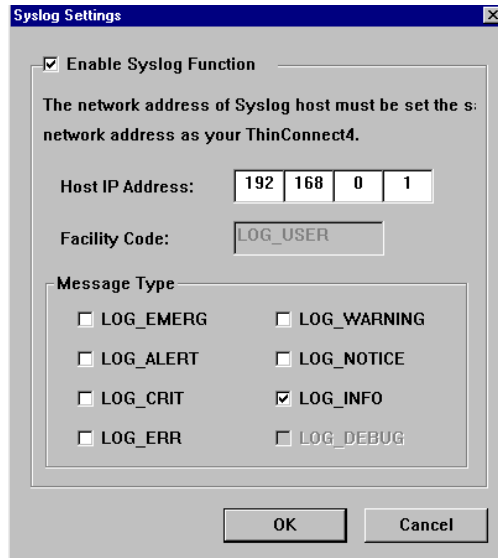 Syslog Settings
Enable Syslog Function
The network address of Syslog host must be set the s
network address as your ThinConnect4.
Host IP Address: 192 168 0 1
Facility Code: LOG_USER
Message Type
LOG_EMERG LOG_WARNING
LOG_ALERT LOG_NOTICE
LOG_CRIT LOG_INFO
LOG_ERR LOG_DEBUG
OK Cancel